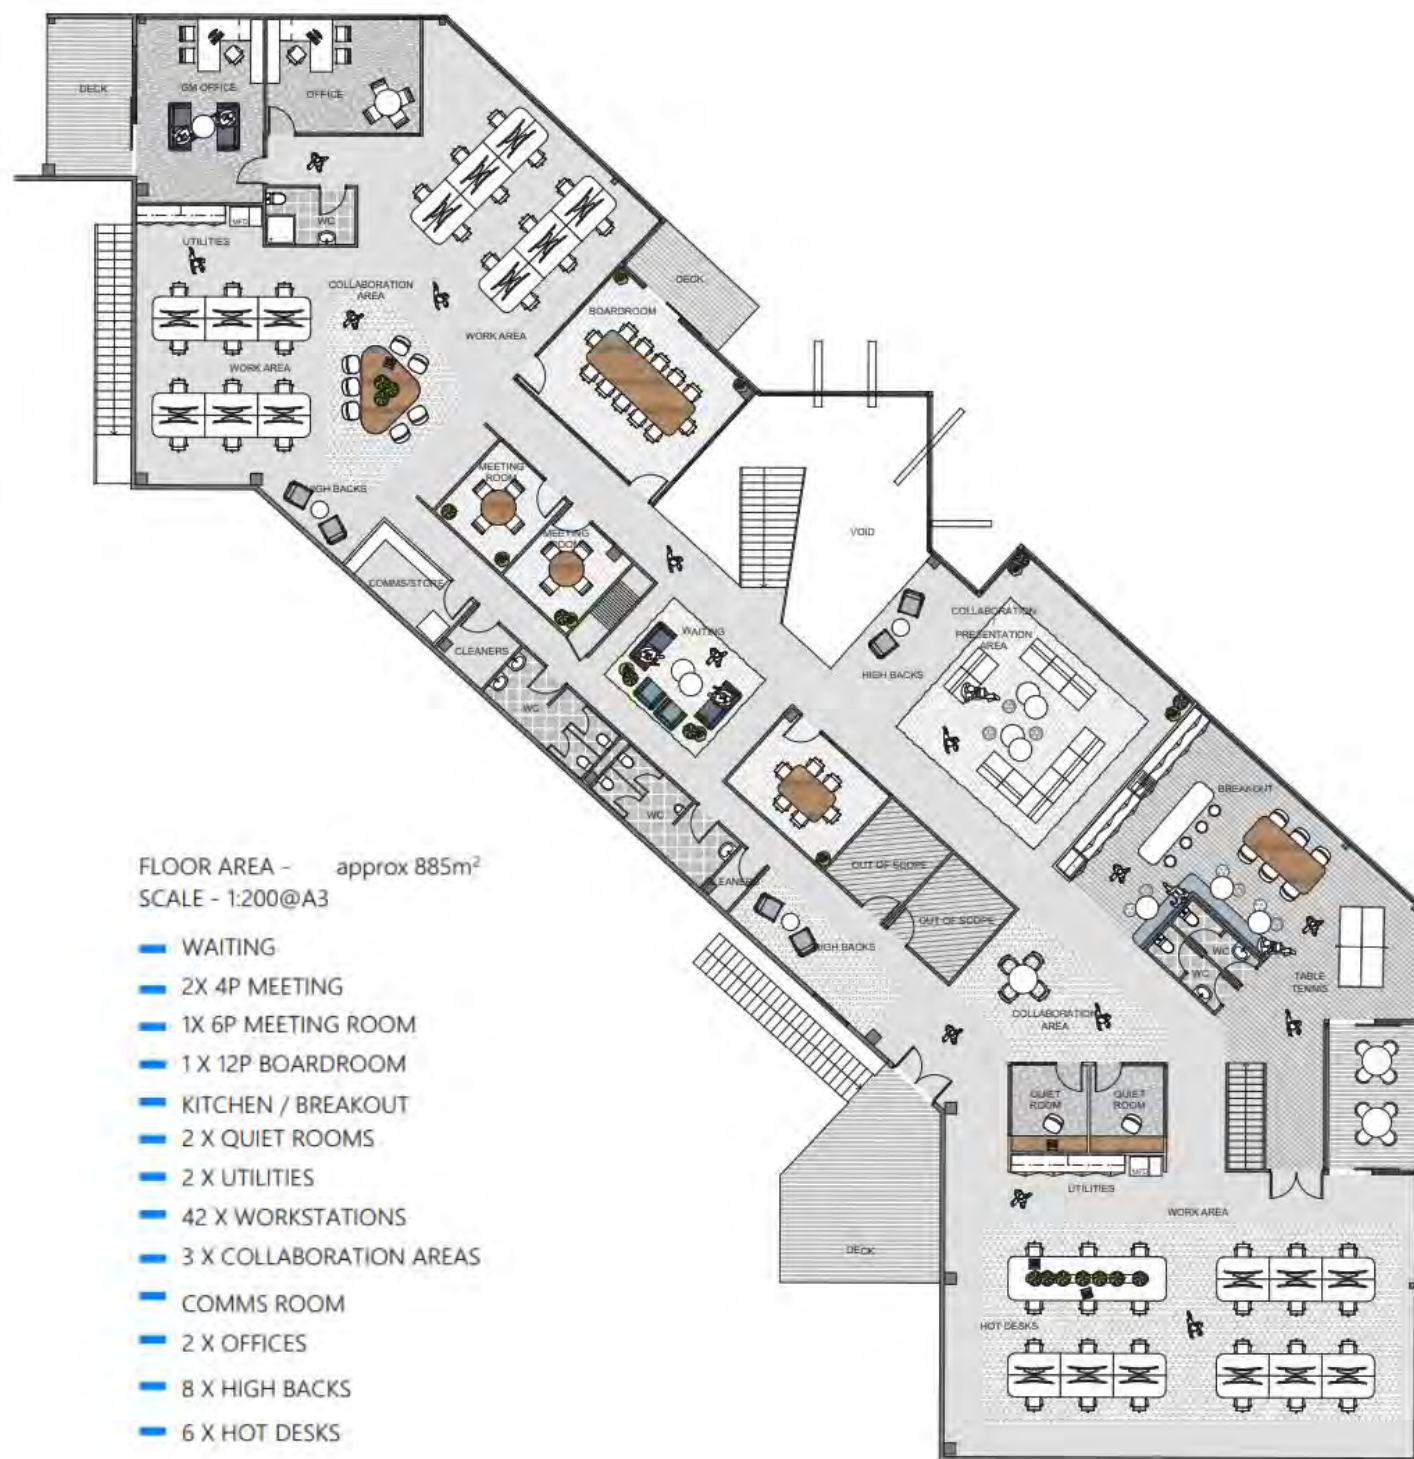 DECK
GM OFFICE
OFFICE
WC
MFD
UTILITIES
COLLABORATION
AREA
DECK
BOARDROOM
WORK AREA
WORK AREA
MEETING
ROOM
HIGH BACKS
VOID
MEETING
ROOM
COMMS/STORE
COLLABORATION
/
PRESENTATION
AREA
WAITING
CLEANERS
HIGH BACKS
WC
BREAKOUT
WC
OUT OF SCOPE
CLEANERS
OUT OF SCOPE
HIGH BACKS
WC
WC
TABLE
TENNIS
COLLABORATION
AREA
QUIET
ROOM
QUIET
ROOM
MFD
UTILITIES
WORK AREA
DECK
HOT DESKS
FLOOR AREA - approx 885m²
SCALE - 1:200@A3
WAITING
2X 4P MEETING
1X 6P MEETING ROOM
1 X 12P BOARDROOM
KITCHEN / BREAKOUT
2 X QUIET ROOMS
2 X UTILITIES
42 X WORKSTATIONS
3 X COLLABORATION AREAS
COMMS ROOM
2 X OFFICES
8 X HIGH BACKS
6 X HOT DESKS